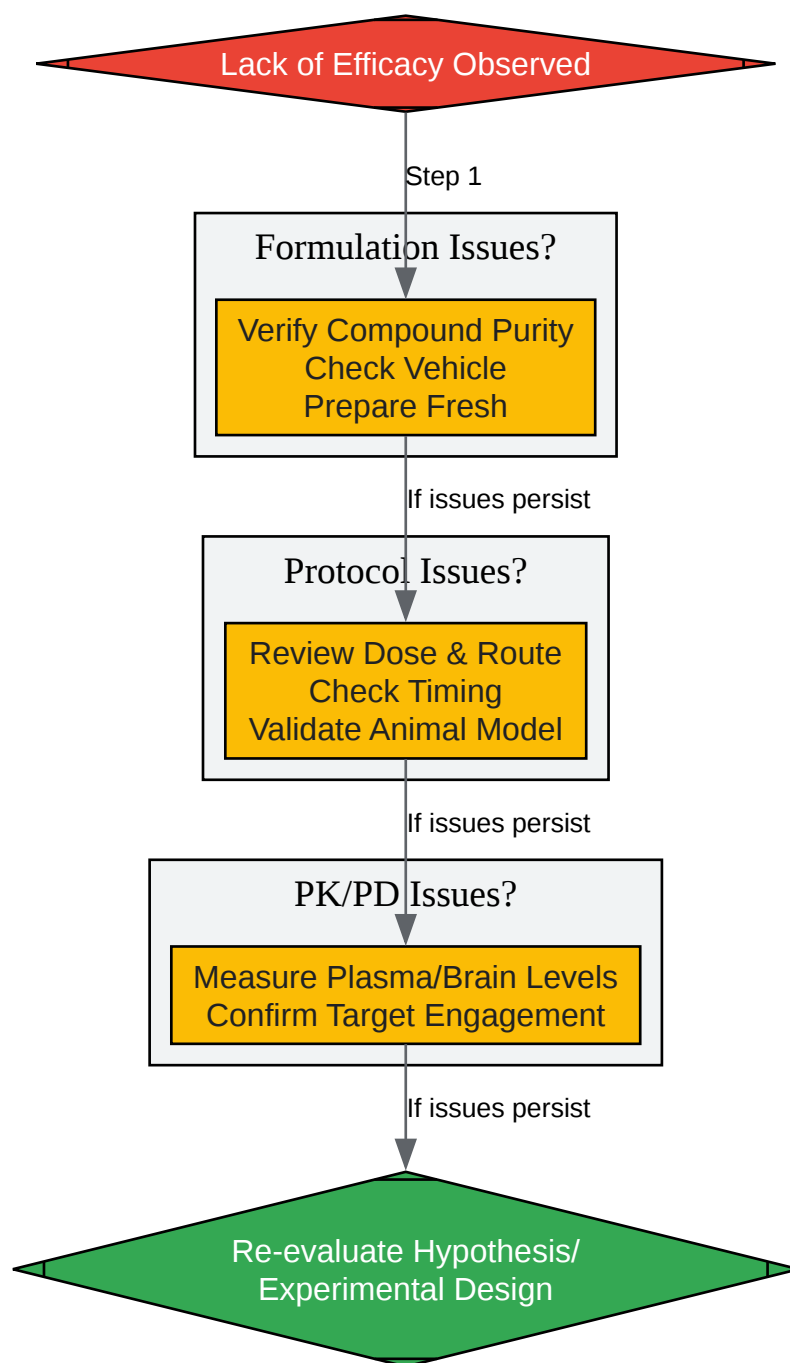 Lack of Efficacy Observed
Step 1
Formulation Issues?
Verify Compound Purity
Check Vehicle
Prepare Fresh
If issues persist
Protocol Issues?
Review Dose & Route
Check Timing
Validate Animal Model
If issues persist
PK/PD Issues?
Measure Plasma/Brain Levels
Confirm Target Engagement
If issues persist
Re-evaluate Hypothesis/
Experimental Design